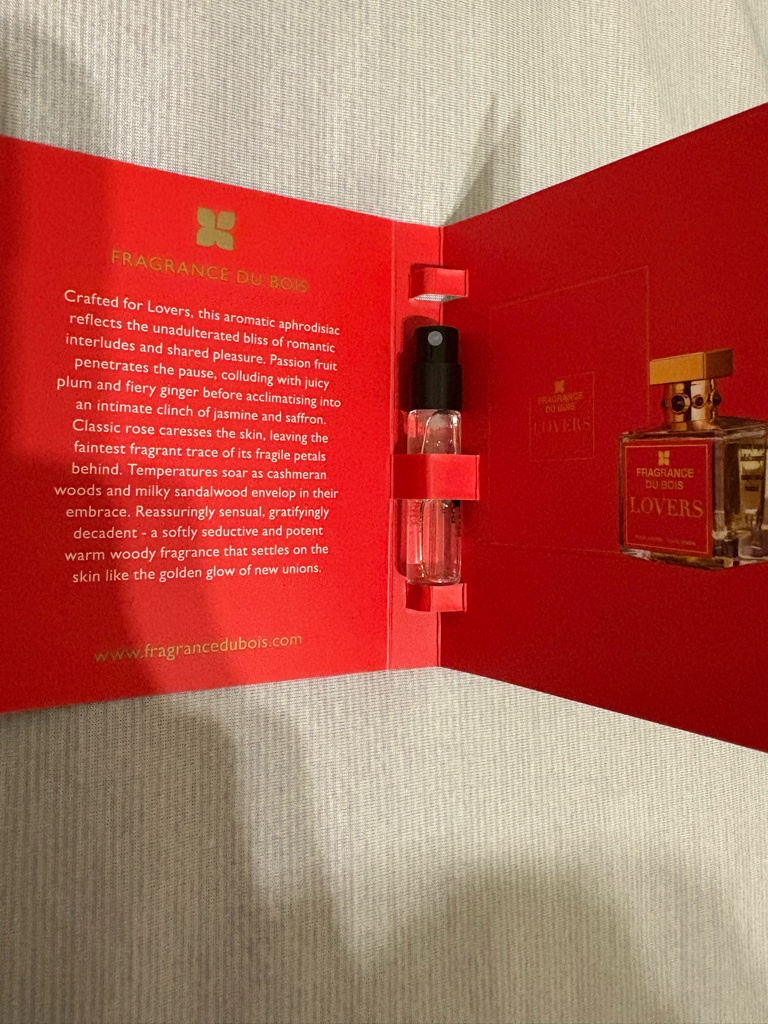 FRAGRANCE DU BOIS
Crafted for Lovers, this aromatic aphrodisiac
reflects the unadulterated bliss of romantic
interludes and shared pleasure. Passion fruit
penetrates the pause, colluding with juicy
plum and fiery ginger before acclimatising into
an intimate clinch of jasmine and saffron.
Classic rose caresses the skin, leaving the
faintest fragrant trace of its fragile petals
behind. Temperatures soar as cashmeran
woods and milky sandalwood envelop in their
embrace. Reassuringly sensual, gratifyingly
decadent - a softly seductive and potent
warm woody fragrance that settles on the
skin like the golden glow of new unions.
www.fragrancedubois.com
FRAGRANCE
DU BOIS
LOVERS
FRAGRANCE
DU BOIS
LOVERS